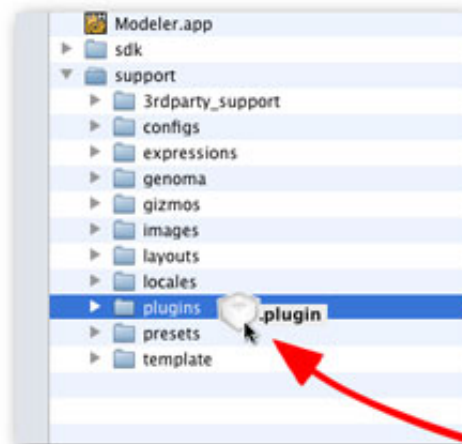 Modeler.app
sdk
support
3rdparty_support
configs
expressions
genoma
gizmos
images
layouts
locales
plugins .plugin
presets
template